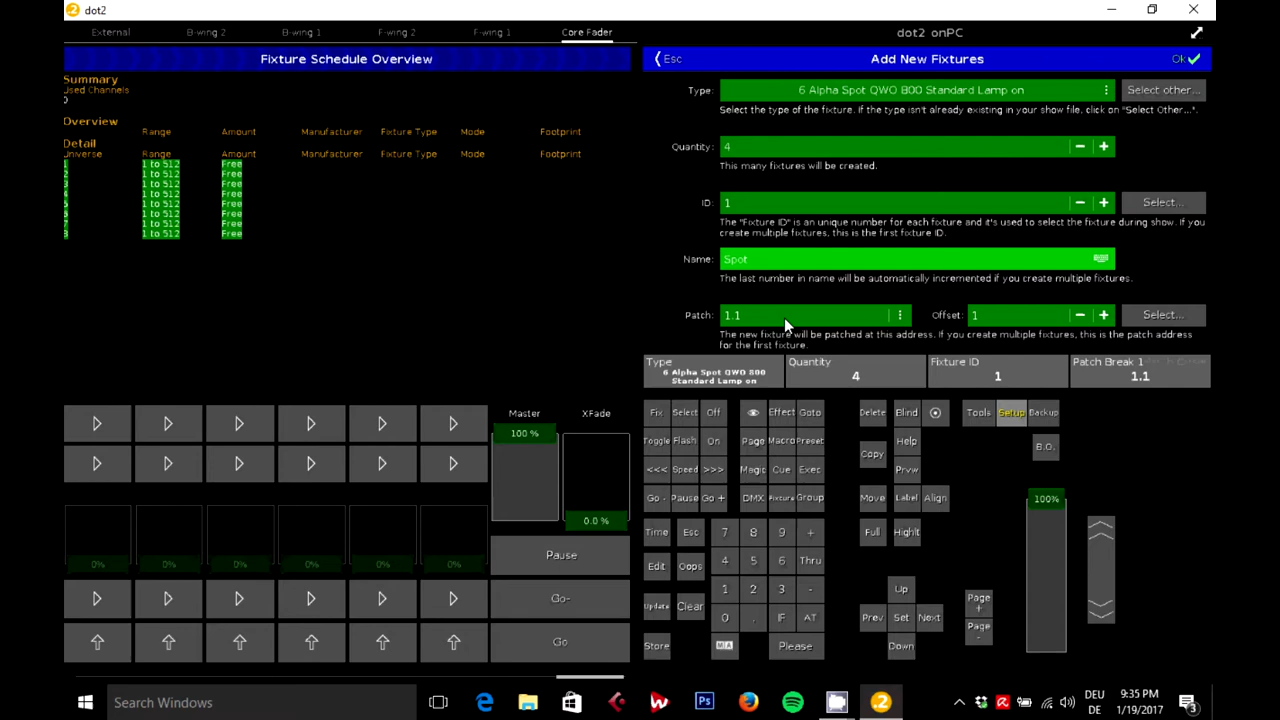 dot2
External B-wing 2 B-wing 1 F-wing 2 F-wing 1 Core Fader
dot2 onPC
Fixture Schedule Overview
Esc Add New Fixtures Ok
Summary
Used Channels
0
Overview
Range Amount Manufacturer Fixture Type Mode Footprint
Detail
Universe Range Amount Manufacturer Fixture Type Mode Footprint
1 1 to 512 Free
2 1 to 512 Free
3 1 to 512 Free
4 1 to 512 Free
5 1 to 512 Free
6 1 to 512 Free
7 1 to 512 Free
8 1 to 512 Free
Type: 6 Alpha Spot QWO 800 Standard Lamp on Select other...
Select the type of the fixture. If the type isn't already existing in your show file, click on "Select Other...".
Quantity: 4 − +
This many fixtures will be created.
ID: 1 − + Select...
The "Fixture ID" is an unique number for each fixture and it's used to select the fixture during show. If you
create multiple fixtures, this is the first fixture ID.
Name: Spot
The last number in name will be automatically incremented if you create multiple fixtures.
Patch: 1.1 Offset: 1 − + Select...
The new fixture will be patched at this address. If you create multiple fixtures, this is the patch address
for the first fixture.
Type Quantity Fixture ID Patch Break 1
6 Alpha Spot QWO 800
Standard Lamp on
4 1 1.1
Master XFade
100 %
0.0 %
0% 0% 0% 0% 0% 0%
Pause
Go-
Go
Fix Select Off Effect Goto Delete Blind Tools Setup Backup
Toggle Flash On Page Macro Preset Copy Help B.O.
<<< Speed >>> Magic Cue Exec Prvw
Go - Pause Go + DMX Fixture Group Move Label Align 100%
Time Esc 7 8 9 + Full Highlt
Edit Oops 4 5 6 Thru
Update Clear 1 2 3 - Up Page +
0 . IF AT Prev Set Next Page -
Store MA Please Down
Search Windows
Ps
2
DEU
DE
9:35 PM
1/19/2017
3